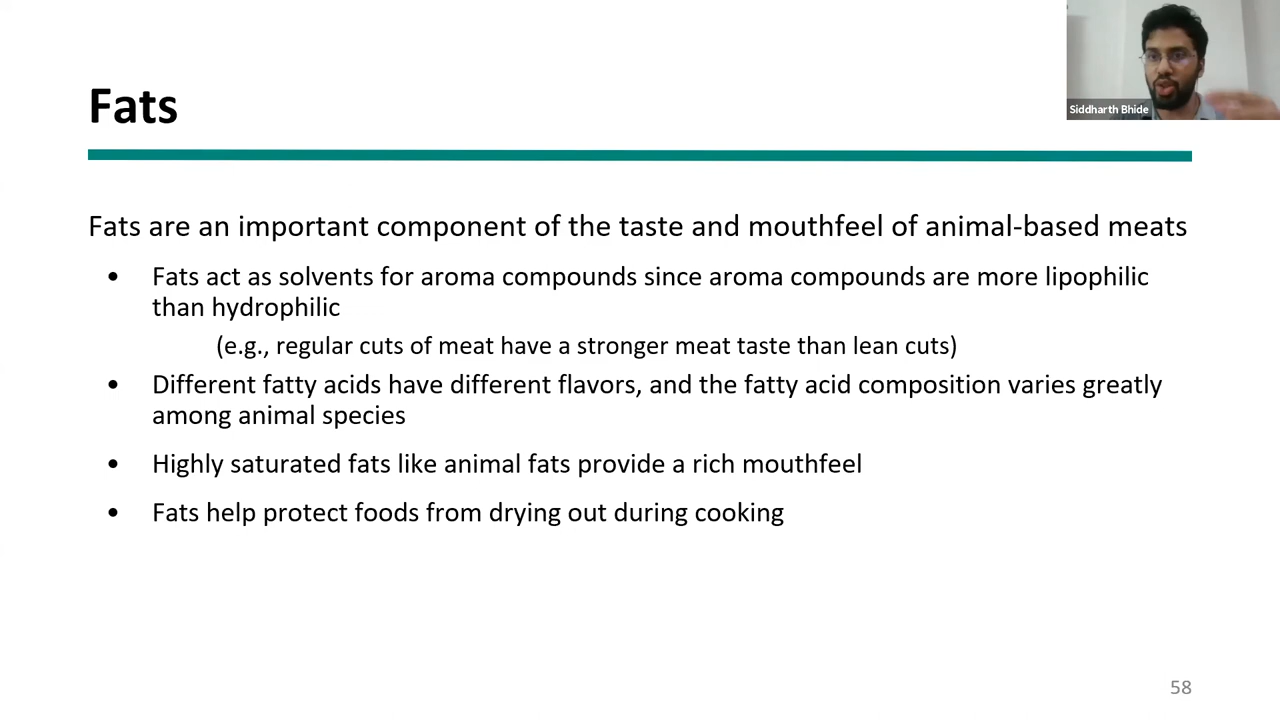 Siddharth Bhide
Fats
Fats are an important component of the taste and mouthfeel of animal-based meats
• Fats act as solvents for aroma compounds since aroma compounds are more lipophilic
than hydrophilic
(e.g., regular cuts of meat have a stronger meat taste than lean cuts)
• Different fatty acids have different flavors, and the fatty acid composition varies greatly
among animal species
• Highly saturated fats like animal fats provide a rich mouthfeel
• Fats help protect foods from drying out during cooking
58